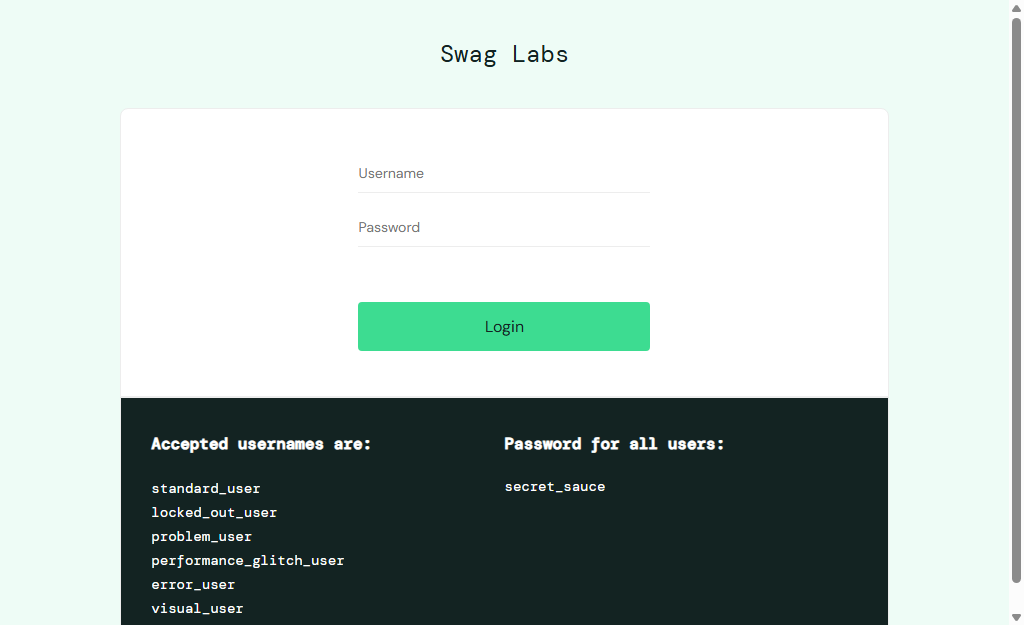 Swag Labs
Username
Password
Login
Accepted usernames are:
standard_user
locked_out_user
problem_user
performance_glitch_user
error_user
visual_user
Password for all users:
secret_sauce